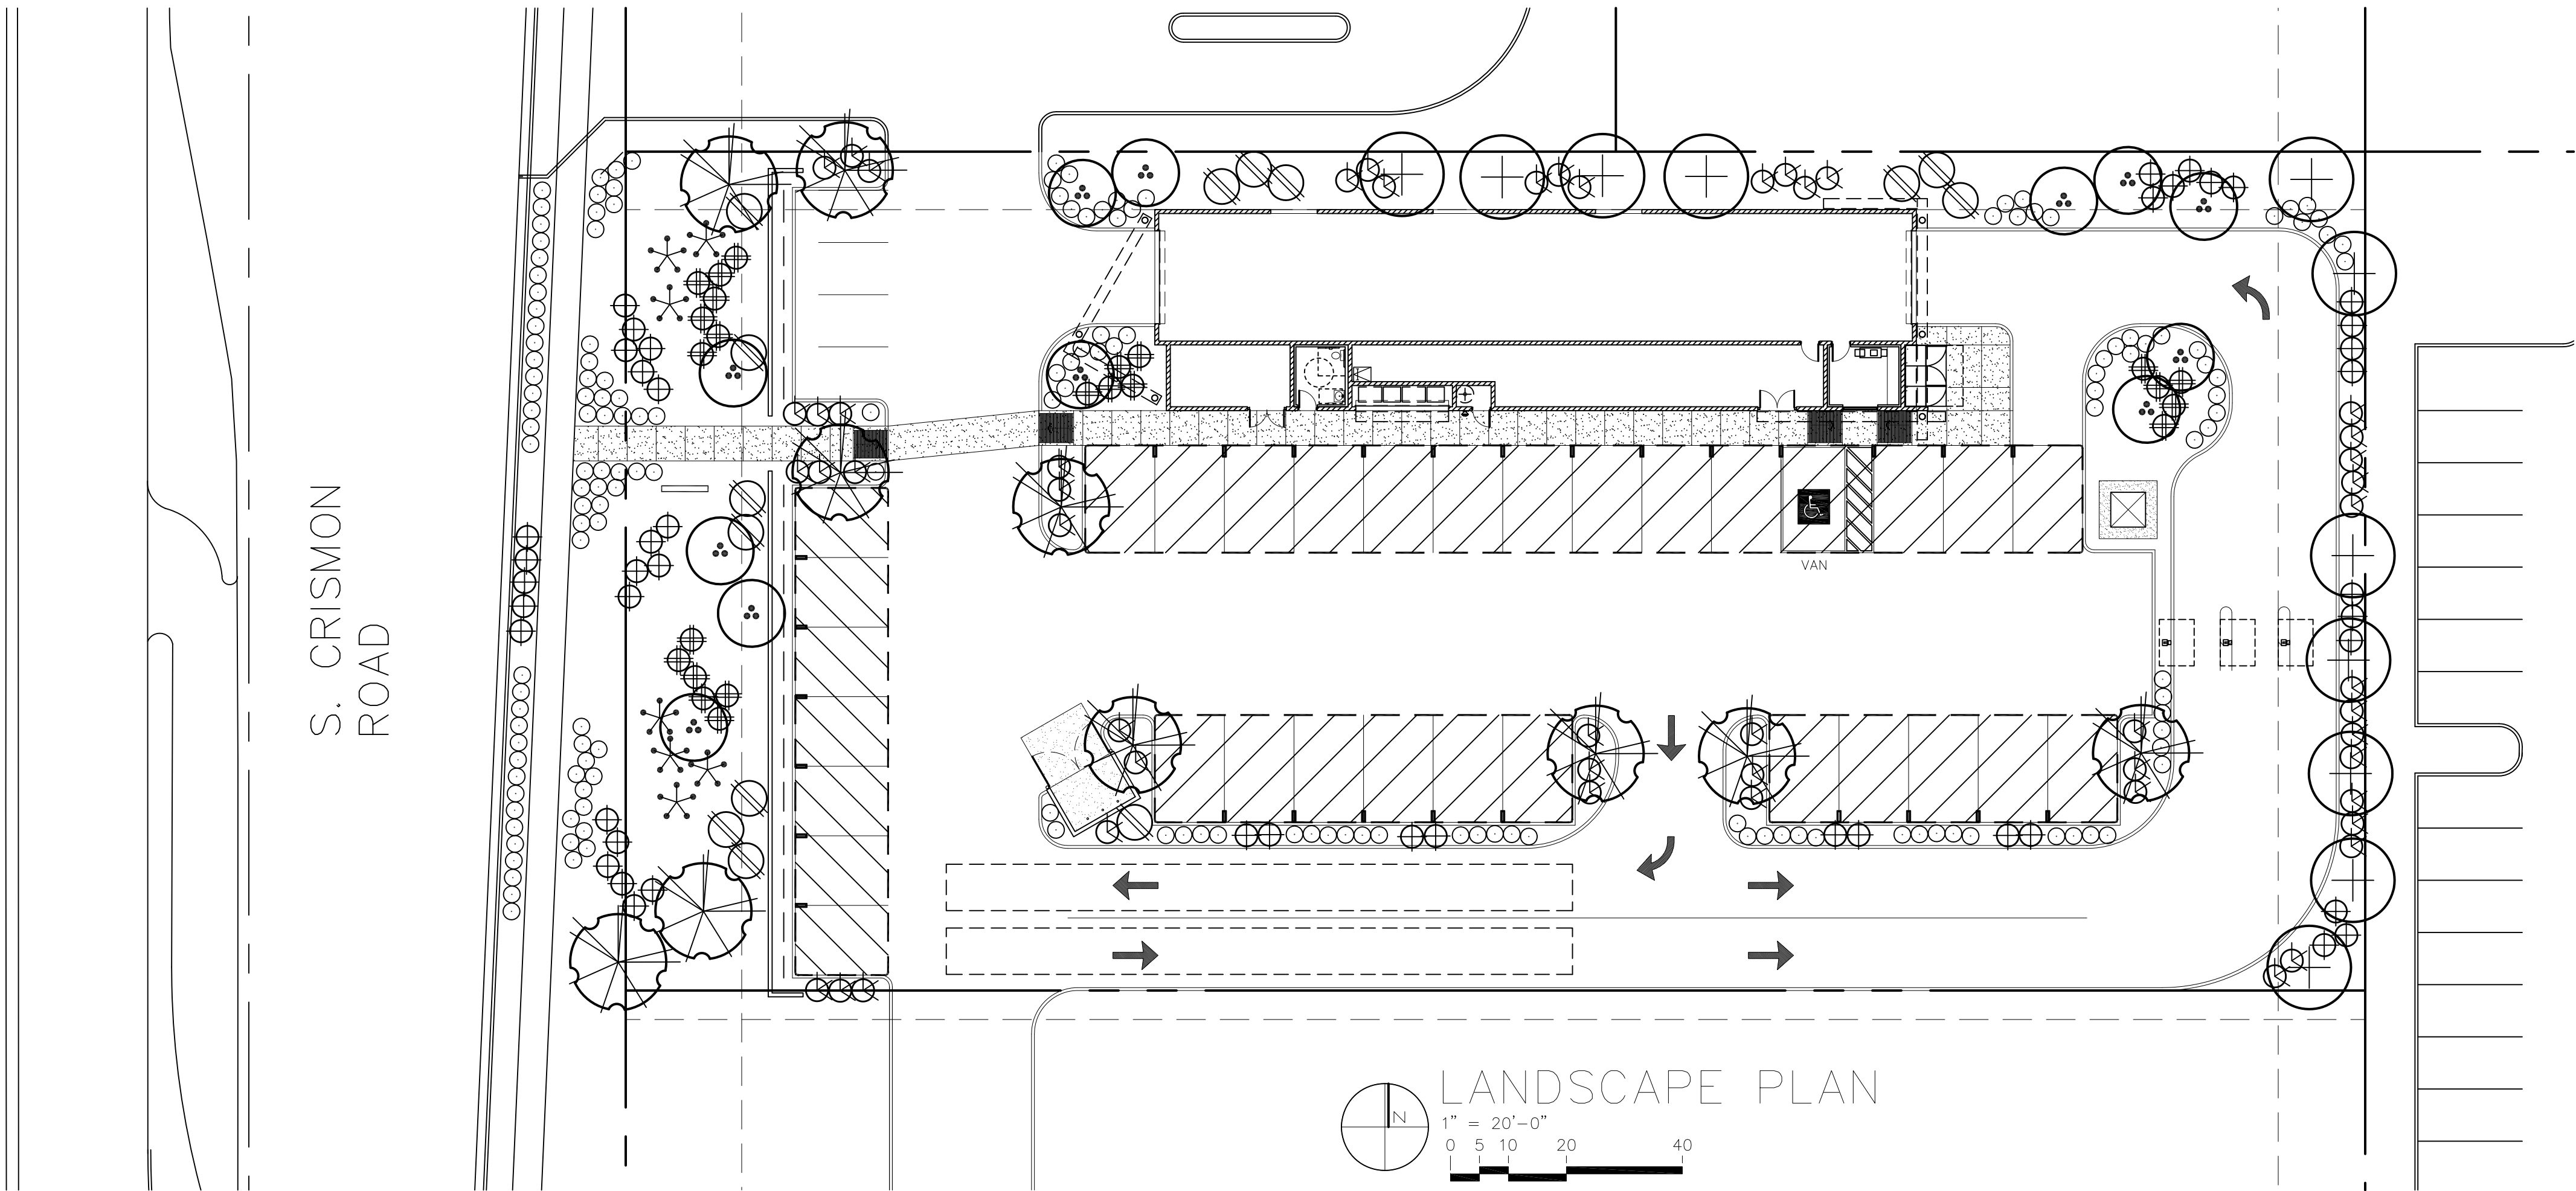 S. CRISMON
ROAD
VAN
N
LANDSCAPE PLAN
1" = 20'-0"
0 5 10 20 40